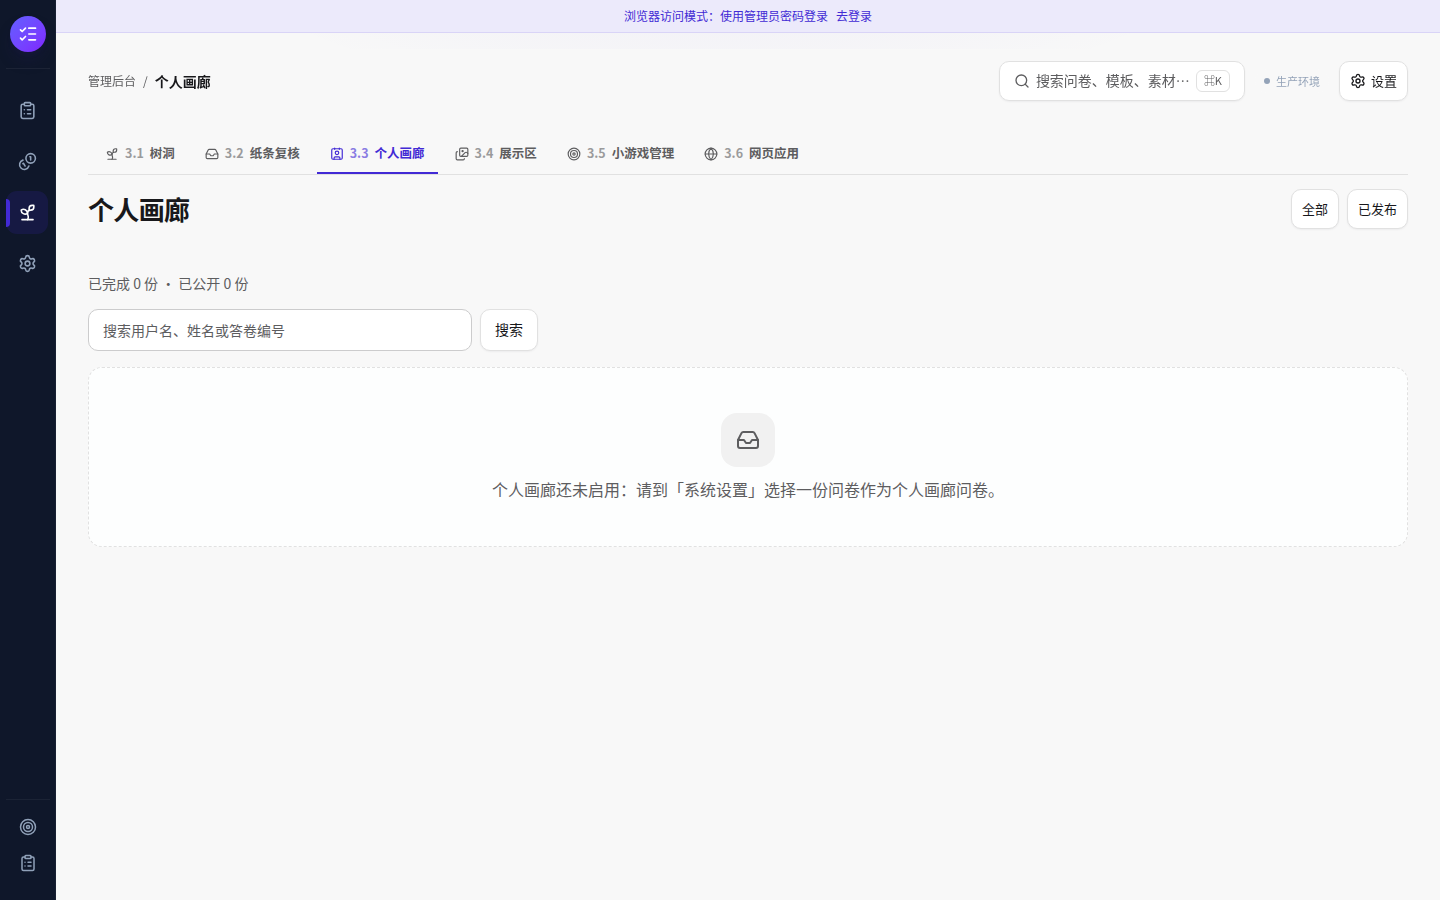 浏览器访问模式：使用管理员密码登录 去登录
管理后台 / 个人画廊
搜索问卷、模板、素材… ⌘K
生产环境
设置
3.1 树洞
3.2 纸条复核
3.3 个人画廊
3.4 展示区
3.5 小游戏管理
3.6 网页应用
个人画廊
全部
已发布
已完成 0 份 · 已公开 0 份
搜索用户名、姓名或答卷编号
搜索
个人画廊还未启用：请到「系统设置」选择一份问卷作为个人画廊问卷。